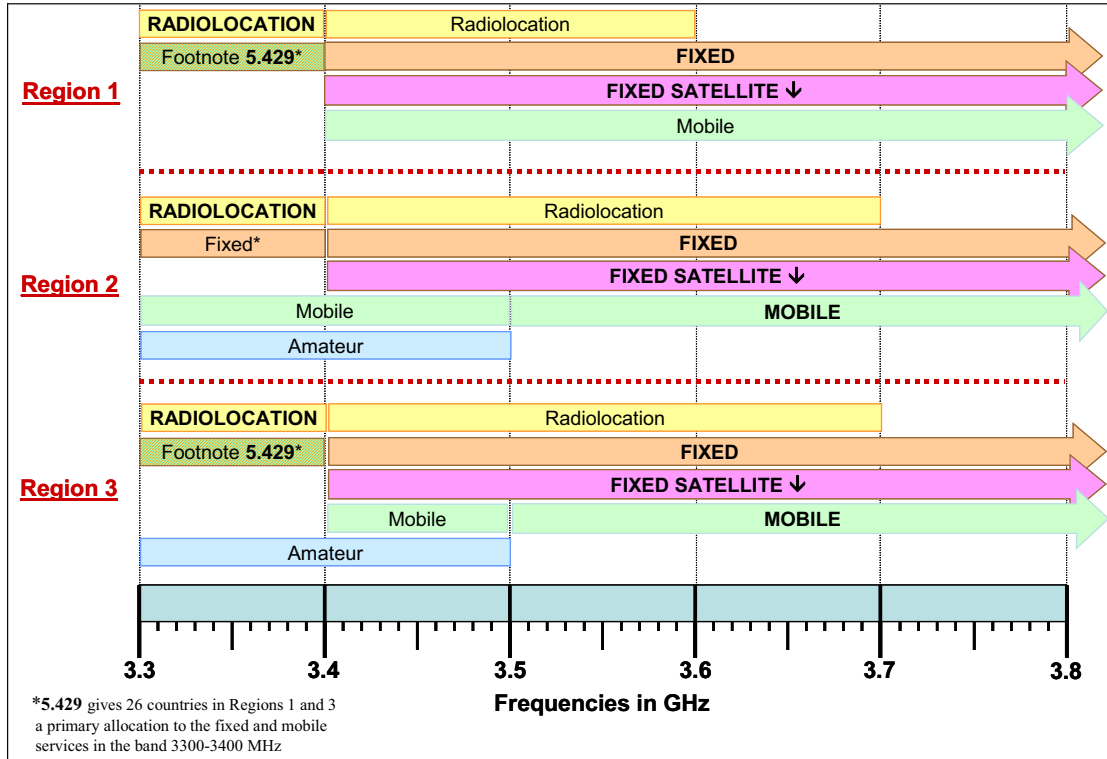 RADIOLOCATION Radiolocation
Footnote 5.429* FIXED
Region 1
FIXED SATELLITE ↓
Mobile
RADIOLOCATION Radiolocation
Fixed* FIXED
Region 2
FIXED SATELLITE ↓
Mobile MOBILE
Amateur
RADIOLOCATION Radiolocation
Footnote 5.429* FIXED
Region 3
FIXED SATELLITE ↓
Mobile MOBILE
Amateur
3.3 3.4 3.5 3.6 3.7 3.8
Frequencies in GHz
*5.429 gives 26 countries in Regions 1 and 3
a primary allocation to the fixed and mobile
services in the band 3300-3400 MHz